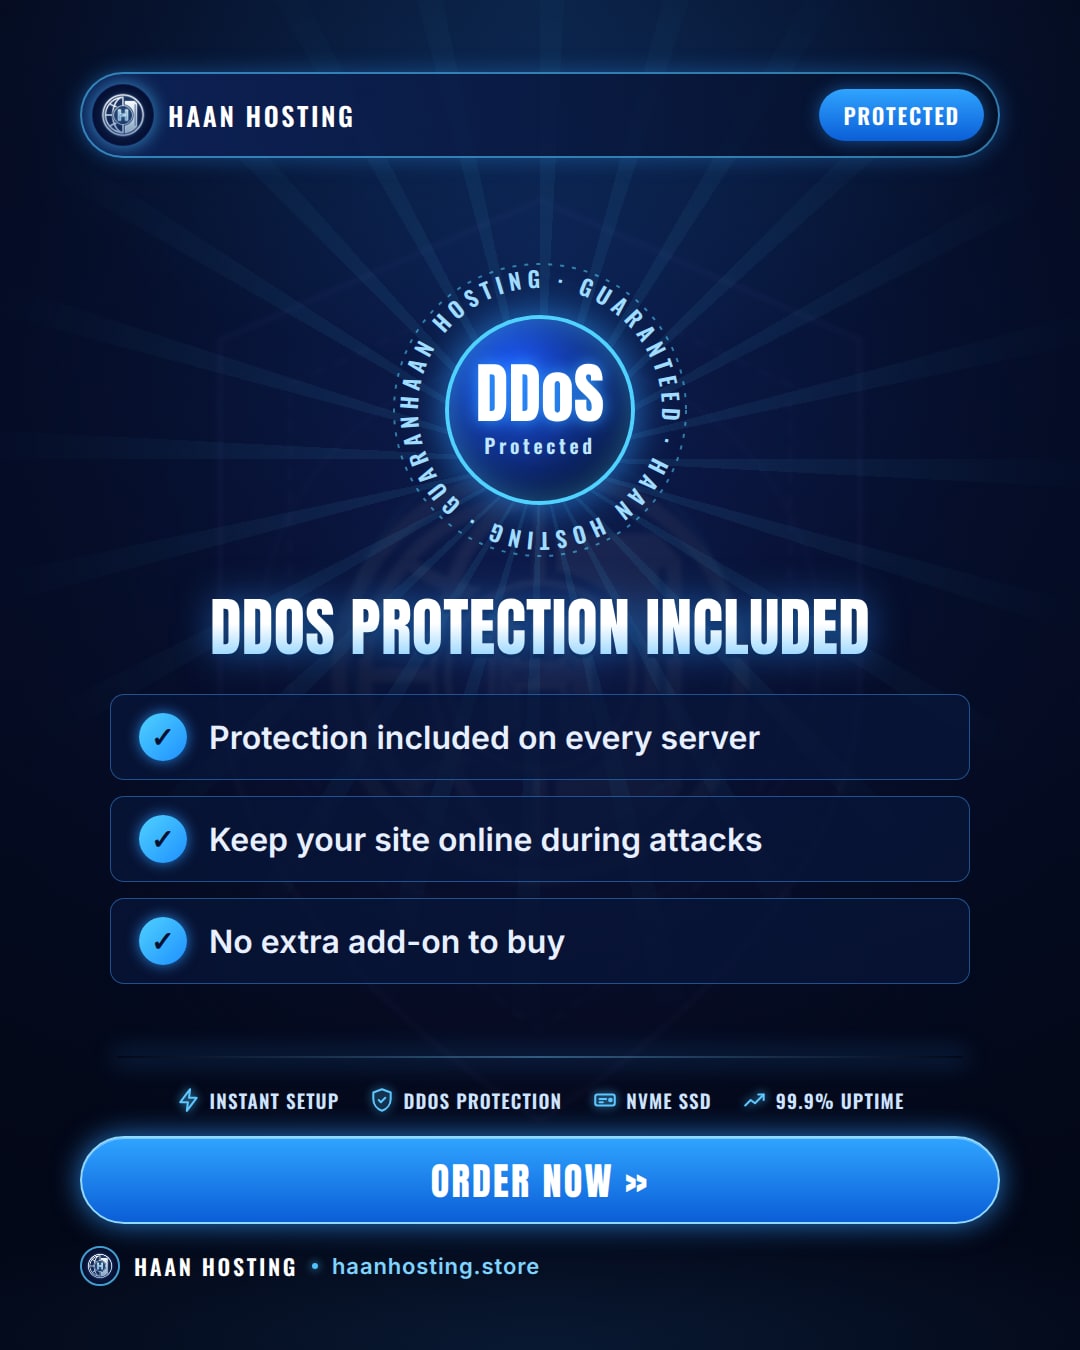 HAAN HOSTING
PROTECTED
HAAN HOSTING · GUARANTEED · HAAN HOSTING · GUARAN
DDoS
Protected
DDOS PROTECTION INCLUDED
✓ Protection included on every server
✓ Keep your site online during attacks
✓ No extra add-on to buy
INSTANT SETUP DDOS PROTECTION NVME SSD 99.9% UPTIME
ORDER NOW »
HAAN HOSTING • haanhosting.store